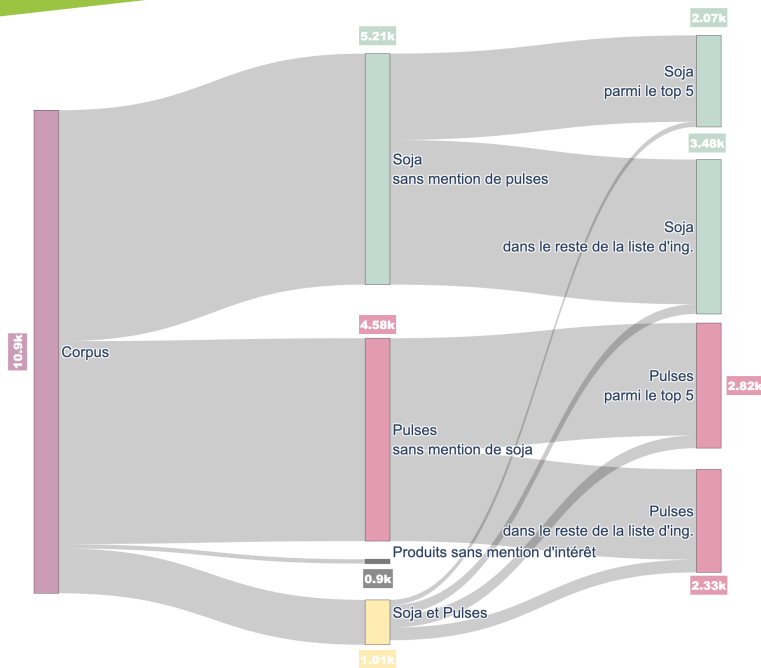 2.07k
5.21k
Soja
parmi le top 5
3.48k
Soja
sans mention de pulses
Soja
dans le reste de la liste d'ing.
4.58k
10.9k
Corpus
Pulses
parmi le top 5
2.82k
Pulses
sans mention de soja
Pulses
dans le reste de la liste d'ing.
Produits sans mention d'intérêt
0.9k
2.33k
Soja et Pulses
1.01k